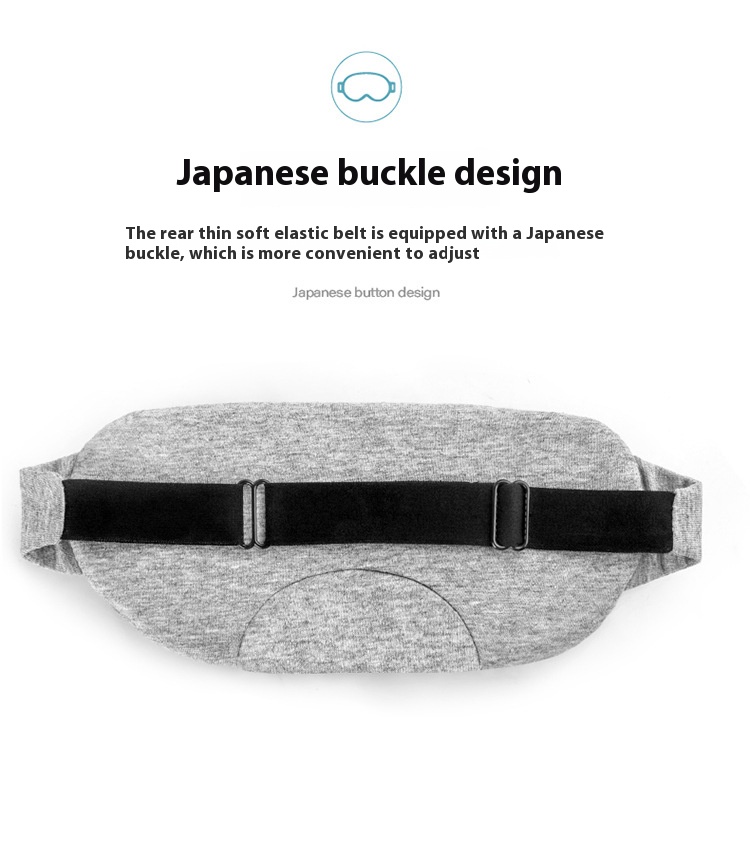 Japanese buckle design
The rear thin soft elastic belt is equipped with a Japanese
buckle, which is more convenient to adjust
Japanese button design